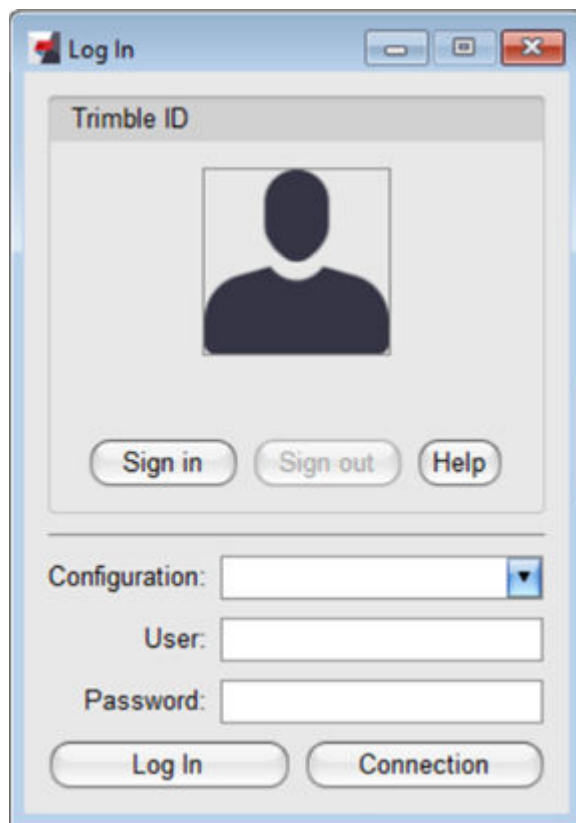 Log In
Trimble ID
Sign in Sign out Help
Configuration:
User:
Password:
Log In Connection